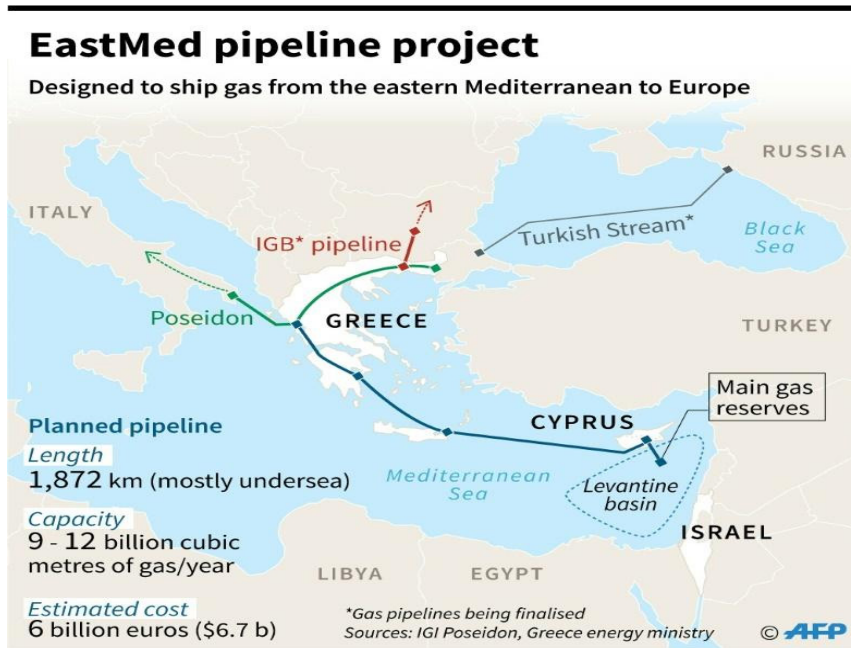 EastMed pipeline project
Designed to ship gas from the eastern Mediterranean to Europe
RUSSIA
ITALY
IGB* pipeline
Turkish Stream*
Black
Sea
Poseidon
GREECE
TURKEY
Main gas
reserves
CYPRUS
Planned pipeline
Length
1,872 km (mostly undersea)
Mediterranean
Sea
Levantine
basin
Capacity
9 - 12 billion cubic
metres of gas/year
ISRAEL
LIBYA
EGYPT
Estimated cost
6 billion euros ($6.7 b)
*Gas pipelines being finalised
Sources: IGI Poseidon, Greece energy ministry
© AFP